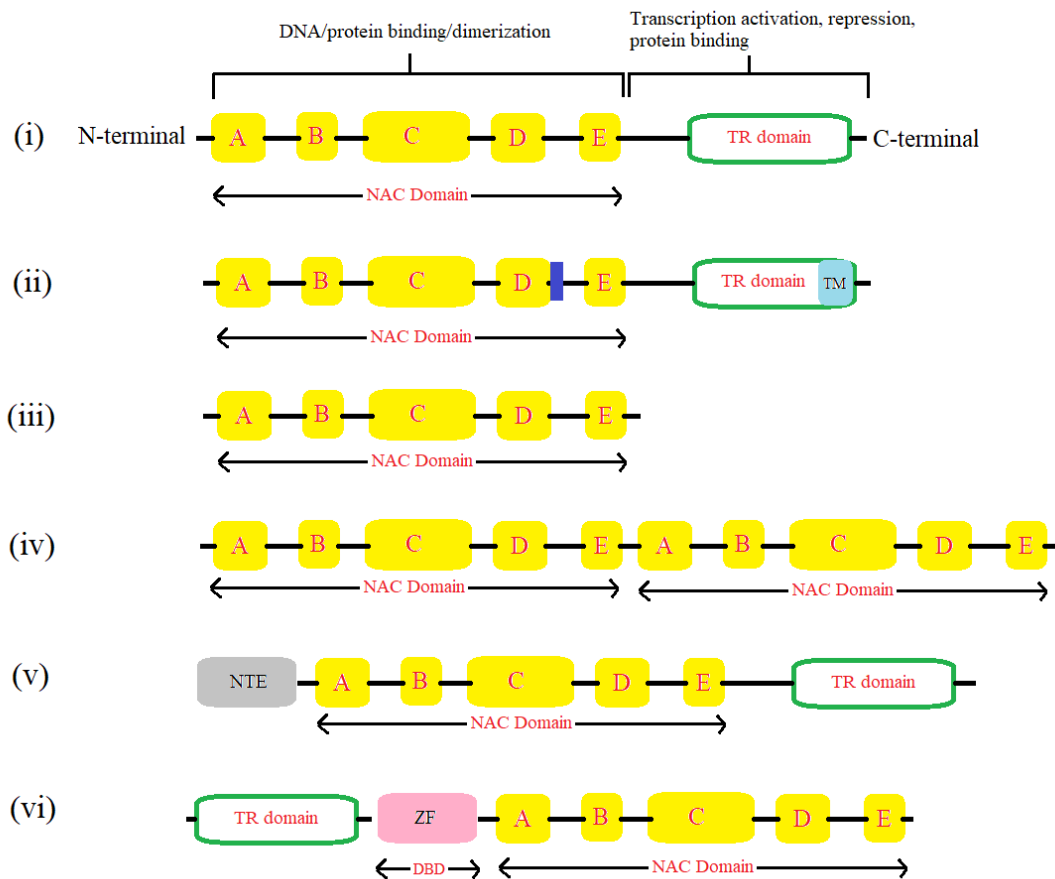 DNA/protein binding/dimerization
Transcription activation, repression,
protein binding
(i) N-terminal A B C D E TR domain C-terminal
NAC Domain
(ii) A B C D E TR domain TM
NAC Domain
(iii) A B C D E
NAC Domain
(iv) A B C D E A B C D E
NAC Domain NAC Domain
(v) NTE A B C D E TR domain
NAC Domain
(vi) TR domain ZF A B C D E
DBD NAC Domain